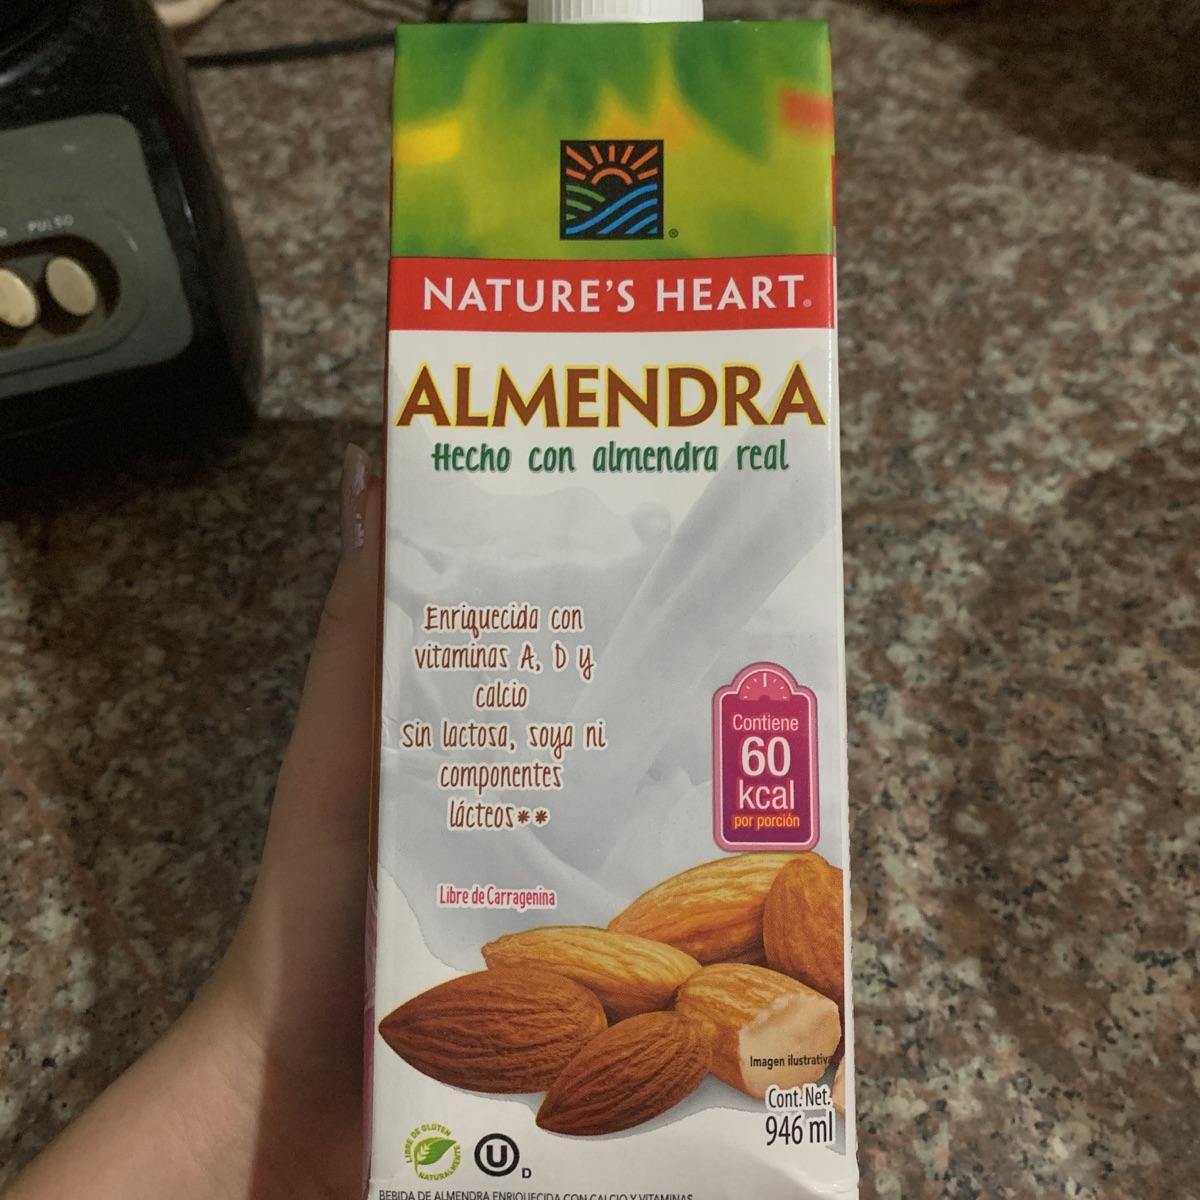 PULSO
NATURE'S HEART®
ALMENDRA
Hecho con almendra real
Enriquecida con
vitaminas A, D y
calcio
Sin lactosa, soya ni
componentes
lácteos**
Contiene
60
kcal
por porción
Libre de Carragenina
Imagen ilustrativa
Cont. Net.
946 ml
LIBRE DE GLUTEN
NATURALMENTE
U D
BEBIDA DE ALMENDRA ENRIQUECIDA CON CALCIO Y VITAMINAS